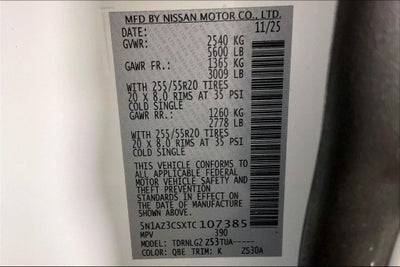 MFD BY NISSAN MOTOR CO., LTD.
DATE: 11/25
GVWR: 2540 KG
5600 LB
GAWR FR.: 1365 KG
3009 LB
WITH 255/55R20 TIRES
20 X 8.0 RIMS AT 35 PSI
COLD SINGLE
GAWR RR.: 1260 KG
2778 LB
WITH 255/55R20 TIRES
20 X 8.0 RIMS AT 35 PSI
COLD SINGLE
THIS VEHICLE CONFORMS TO
ALL APPLICABLE FEDERAL
MOTOR VEHICLE SAFETY AND
THEFT PREVENTION
STANDARDS IN EFFECT ON
THE DATE OF MANUFACTURE
SHOWN ABOVE.
5N1AZ3CSXTC107385
MPV 390
MODEL: TDRNLG2 Z53TUA-----
COLOR: QBE TRIM: K Z530A